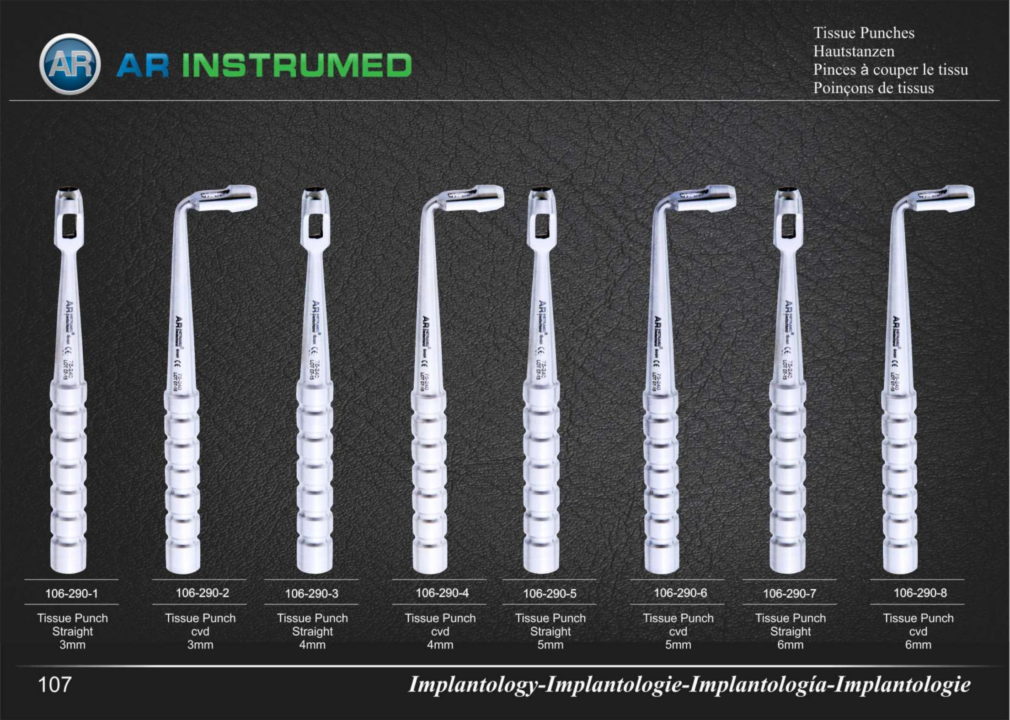 AR AR INSTRUMED
Tissue Punches
Hautstanzen
Pinces à couper le tissu
Poinçons de tissus
106-290-1
Tissue Punch
Straight
3mm
106-290-2
Tissue Punch
cvd
3mm
106-290-3
Tissue Punch
Straight
4mm
106-290-4
Tissue Punch
cvd
4mm
106-290-5
Tissue Punch
Straight
5mm
106-290-6
Tissue Punch
cvd
5mm
106-290-7
Tissue Punch
Straight
6mm
106-290-8
Tissue Punch
cvd
6mm
107
Implantology-Implantologie-Implantología-Implantologie